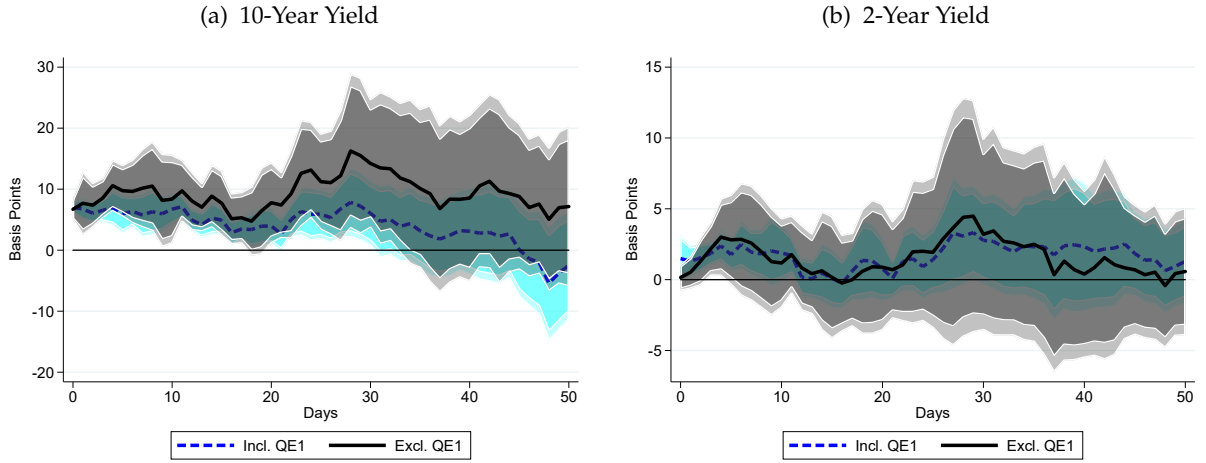 (a) 10-Year Yield
30
20
10
0
-10
-20
Basis Points
0 10 20 30 40 50
Days
Incl. QE1 Excl. QE1
(b) 2-Year Yield
15
10
5
0
-5
Basis Points
0 10 20 30 40 50
Days
Incl. QE1 Excl. QE1